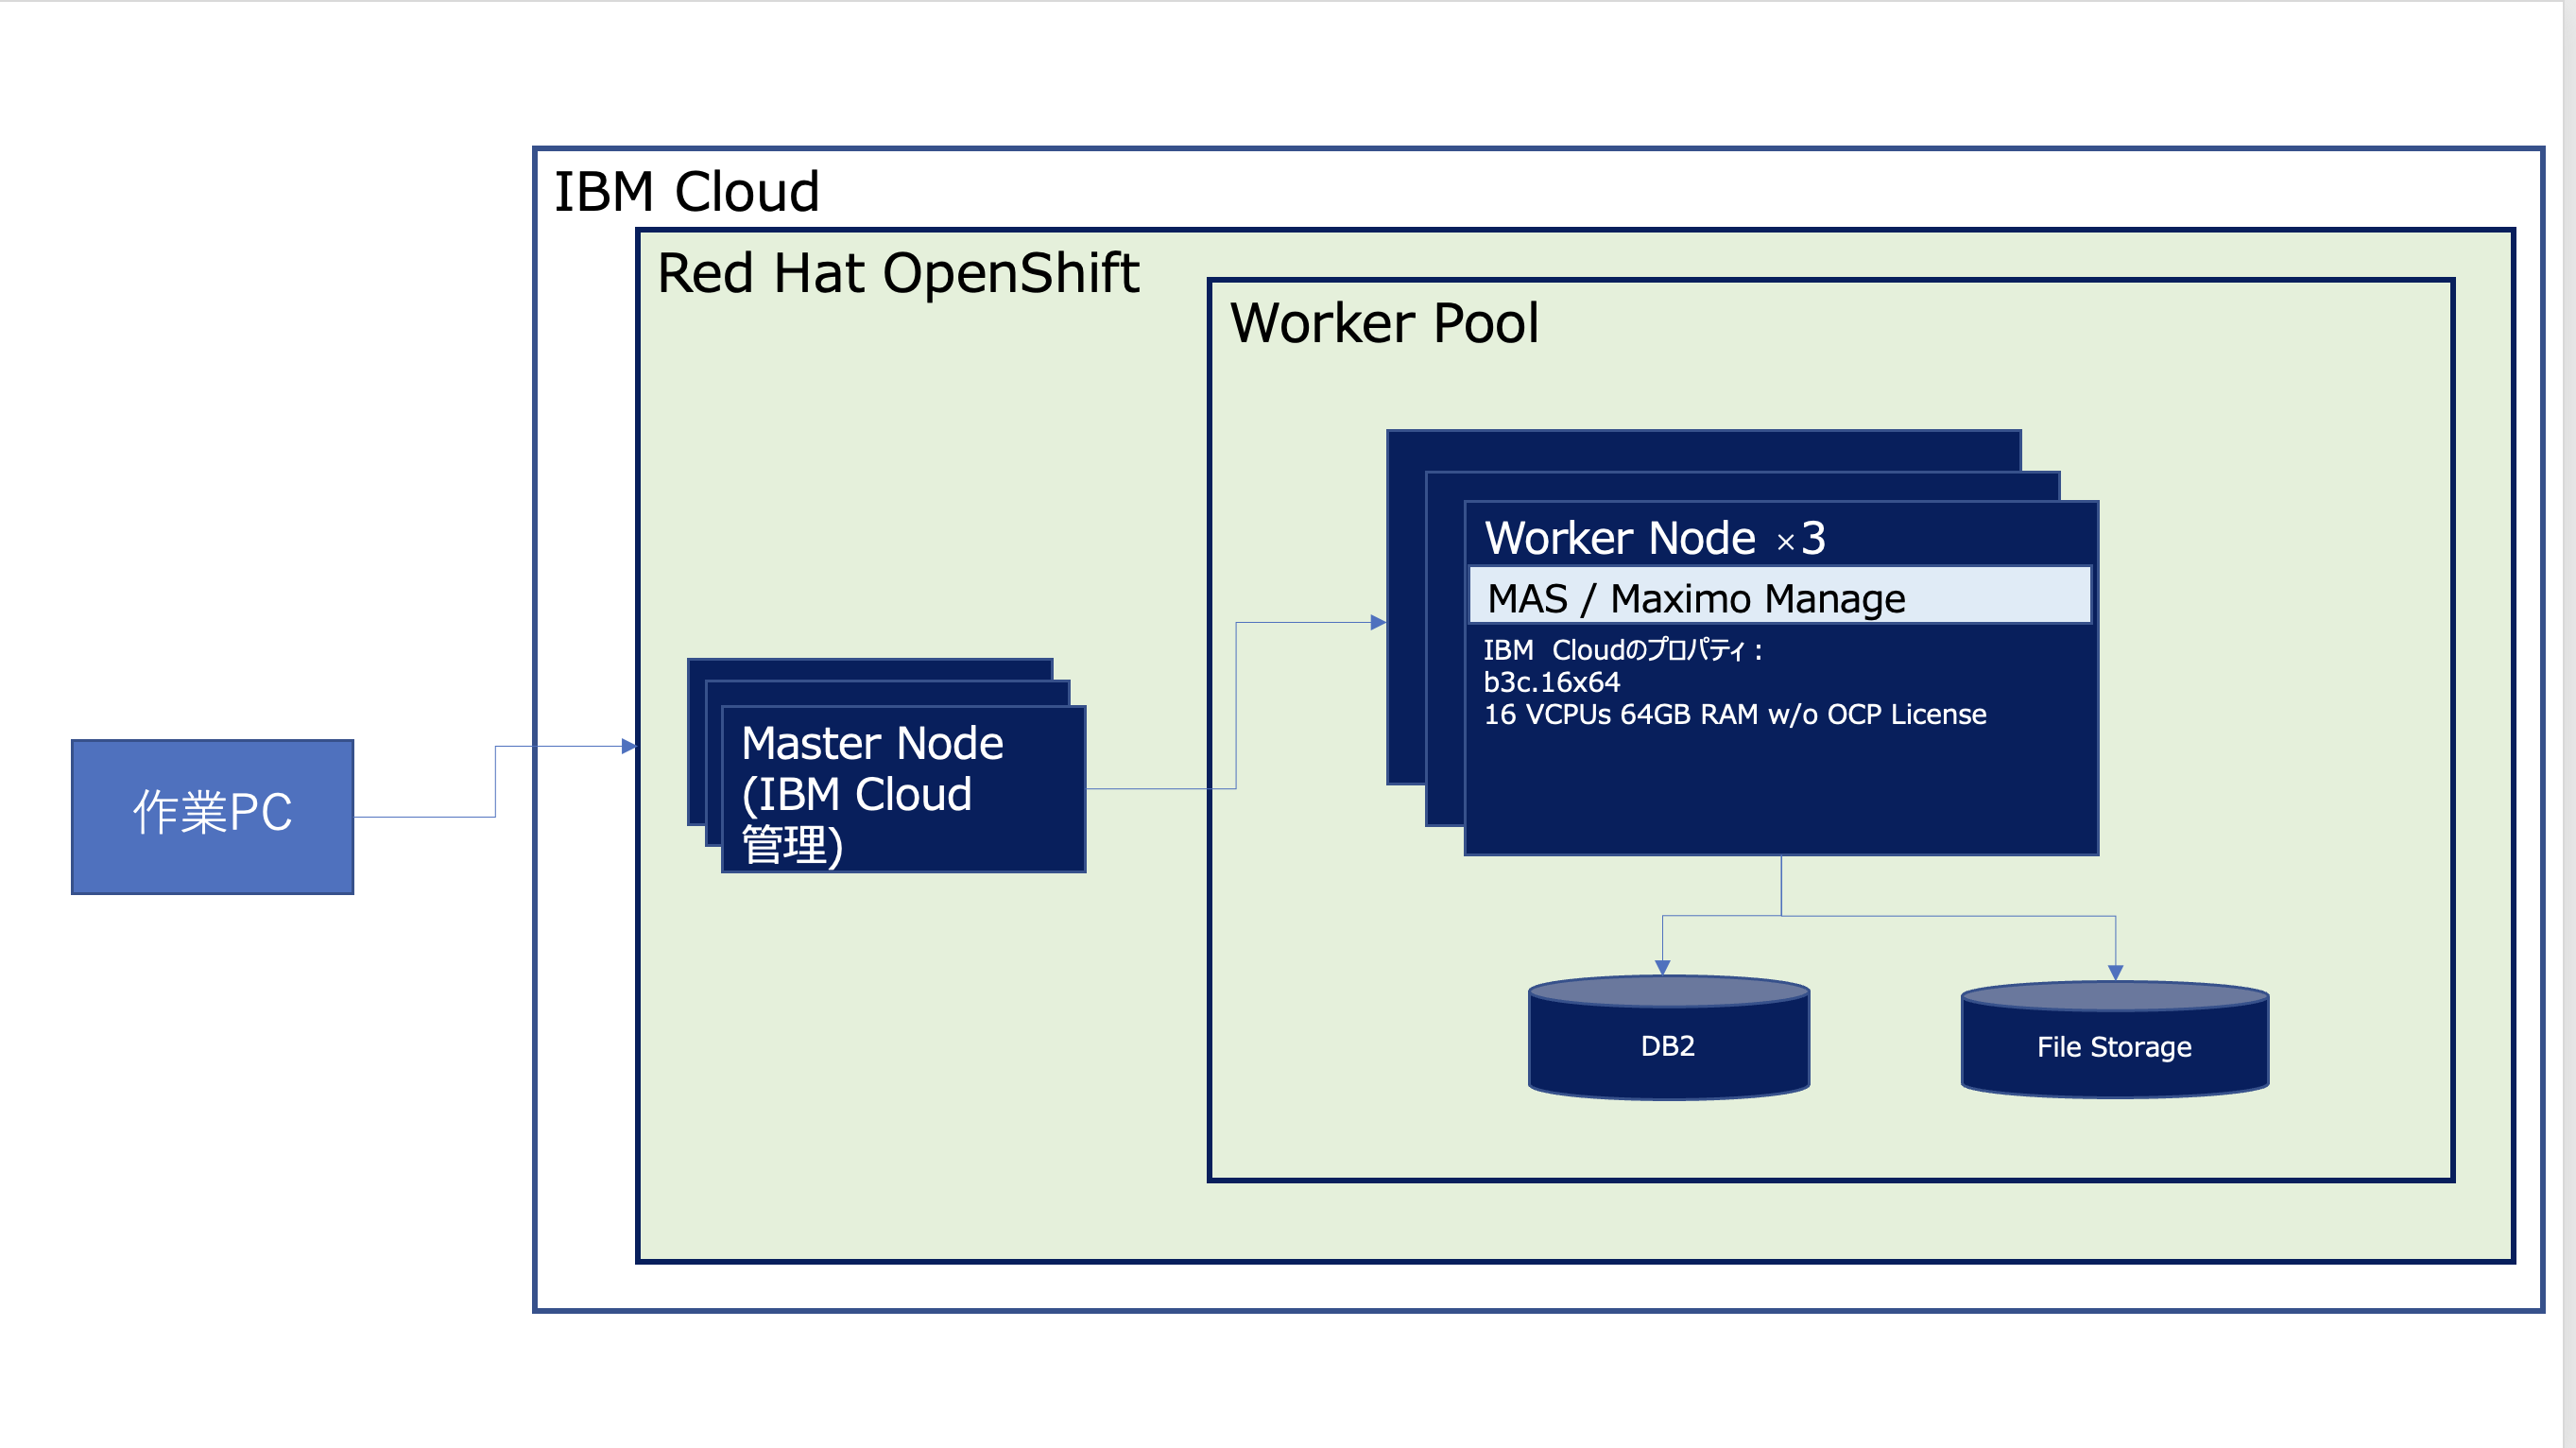 IBM Cloud
Red Hat OpenShift
Worker Pool
Worker Node ×3
MAS / Maximo Manage
IBM  Cloudのプロパティ：
b3c.16x64
16 VCPUs 64GB RAM w/o OCP License
Master Node
(IBM Cloud
管理)
作業PC
DB2
File Storage